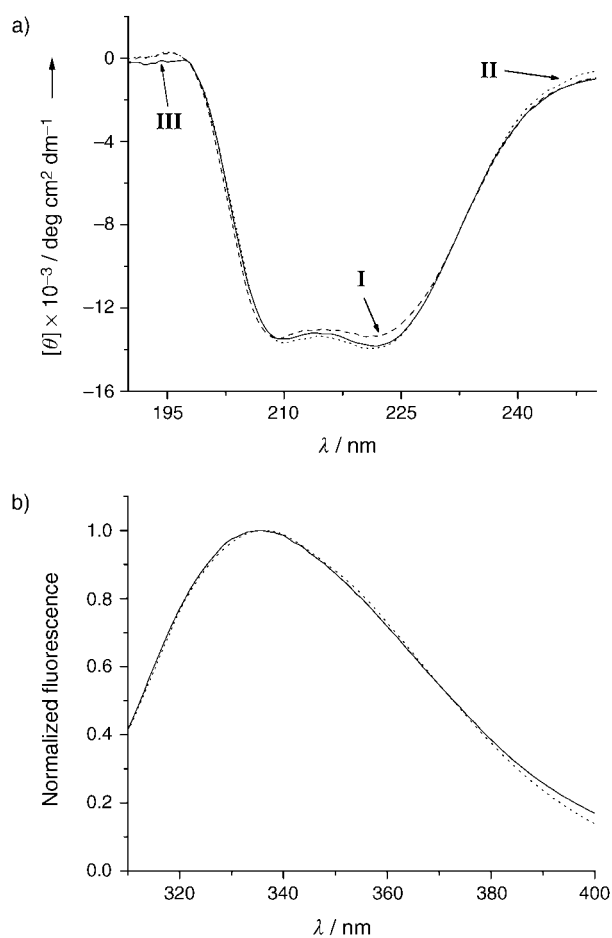 a)
[θ] × 10⁻³ / deg cm² dm⁻¹
0
−4
−8
−12
−16
III
II
I
195 210 225 240
λ / nm
b)
Normalized fluorescence
1.0
0.8
0.6
0.4
0.2
0.0
320 340 360 380 400
λ / nm